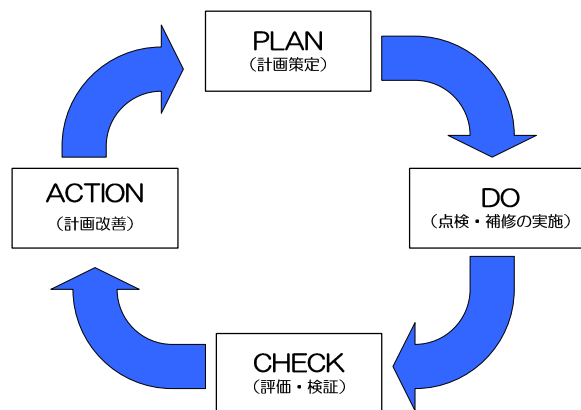 PLAN
（計画策定）
DO
（点検・補修の実施）
CHECK
（評価・検証）
ACTION
（計画改善）